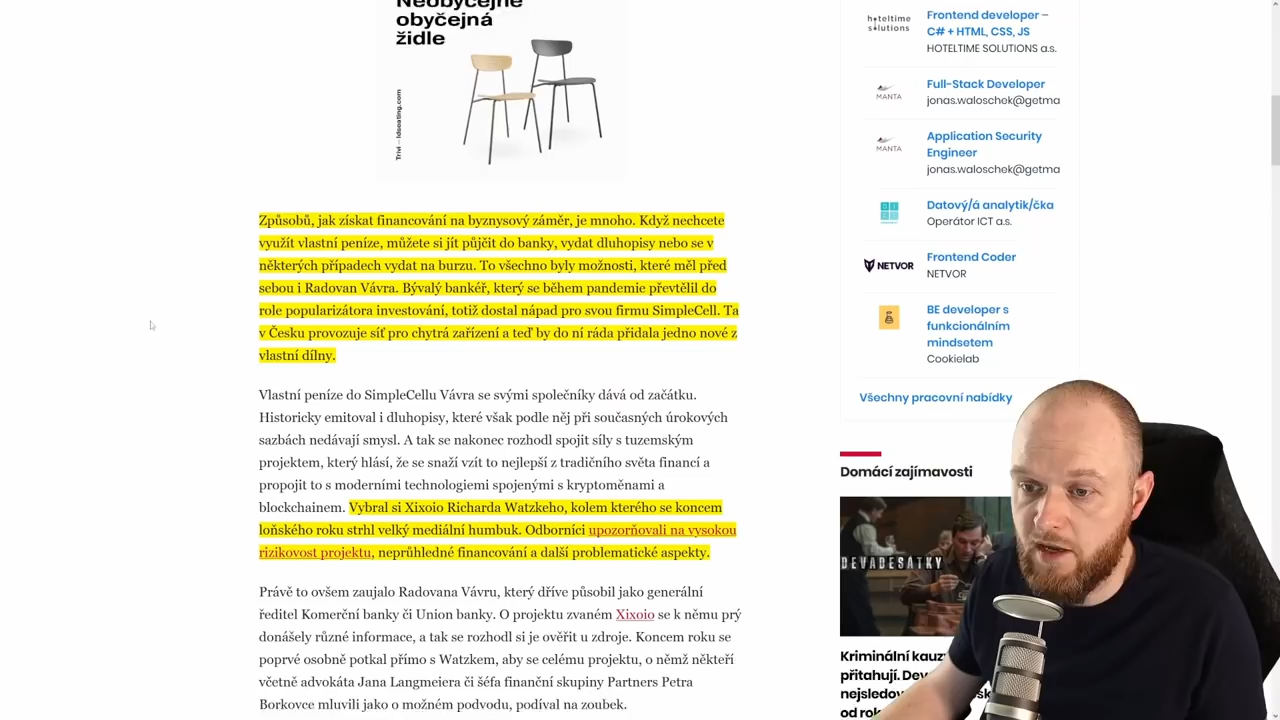 Neobyčejně
obyčejná
židle
Trivi – idseating.com
Způsobů, jak získat financování na byznysový záměr, je mnoho. Když nechcete
využít vlastní peníze, můžete si jít půjčit do banky, vydat dluhopisy nebo se v
některých případech vydat na burzu. To všechno byly možnosti, které měl před
sebou i Radovan Vávra. Bývalý bankéř, který se během pandemie převtělil do
role popularizátora investování, totiž dostal nápad pro svou firmu SimpleCell. Ta
v Česku provozuje síť pro chytrá zařízení a teď by do ní ráda přidala jedno nové z
vlastní dílny.
Vlastní peníze do SimpleCellu Vávra se svými společníky dává od začátku.
Historicky emitoval i dluhopisy, které však podle něj při současných úrokových
sazbách nedávají smysl. A tak se nakonec rozhodl spojit síly s tuzemským
projektem, který hlásí, že se snaží vzít to nejlepší z tradičního světa financí a
propojit to s moderními technologiemi spojenými s kryptoměnami a
blockchainem. Vybral si Xixoio Richarda Watzkeho, kolem kterého se koncem
loňského roku strhl velký mediální humbuk. Odborníci upozorňovali na vysokou
rizikovost projektu, neprůhledné financování a další problematické aspekty.
Právě to ovšem zaujalo Radovana Vávru, který dříve působil jako generální
ředitel Komerční banky či Union banky. O projektu zvaném Xixoio se k němu prý
donášely různé informace, a tak se rozhodl si je ověřit u zdroje. Koncem roku se
poprvé osobně potkal přímo s Watzkem, aby se celému projektu, o němž někteří
včetně advokáta Jana Langmeiera či šéfa finanční skupiny Partners Petra
Borkovce mluvili jako o možném podvodu, podíval na zoubek.
hoteltime
solutions
Frontend developer –
C# + HTML, CSS, JS
HOTELTIME SOLUTIONS a.s.
MANTA
Full-Stack Developer
jonas.waloschek@getma
MANTA
Application Security
Engineer
jonas.waloschek@getma
Datový/á analytik/čka
Operátor ICT a.s.
NETVOR
Frontend Coder
NETVOR
BE developer s
funkcionálním
mindsetem
Cookielab
Všechny pracovní nabídky
Domácí zajímavosti
DEVADESÁTKY
Kriminální kauz
přitahují. Dev
nejsledov
od rok